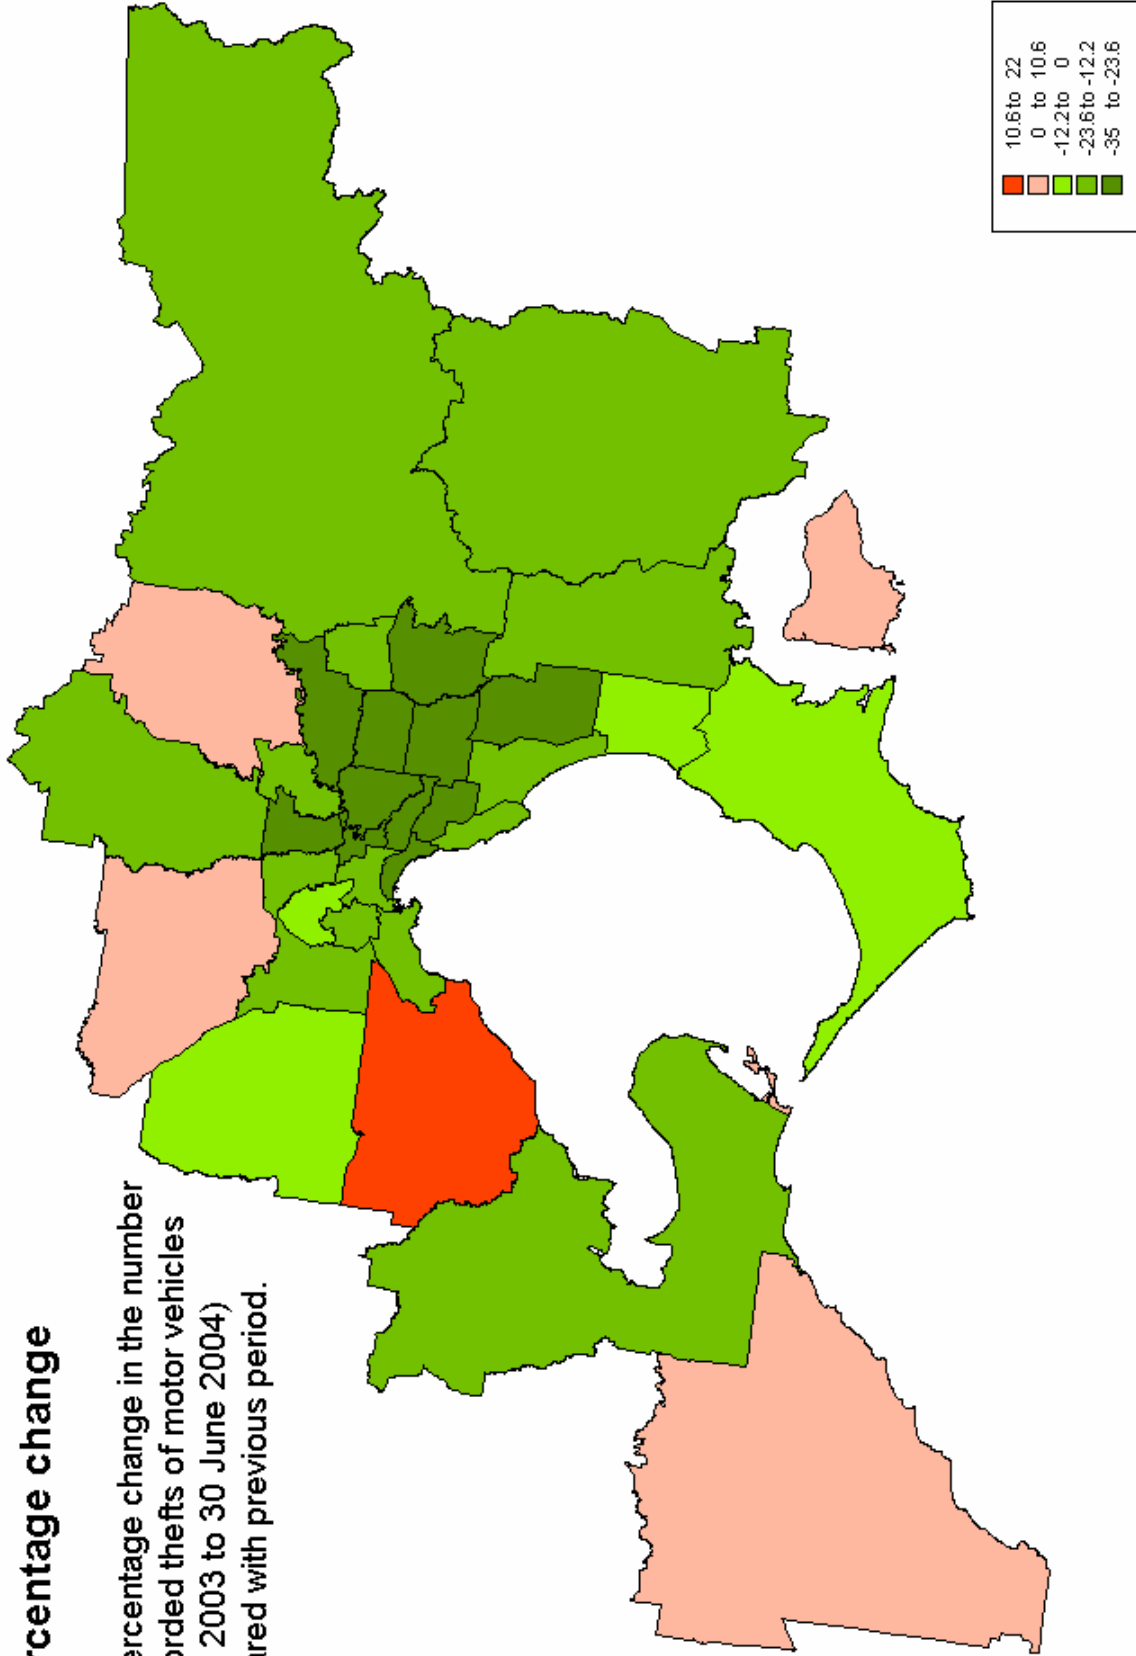 rcentage change
ercentage change in the number
orded thefts of motor vehicles
2003 to 30 June 2004)
ared with previous period.
10.6 to 22
0 to 10.6
-12.2 to 0
-23.6 to -12.2
-35 to -23.6